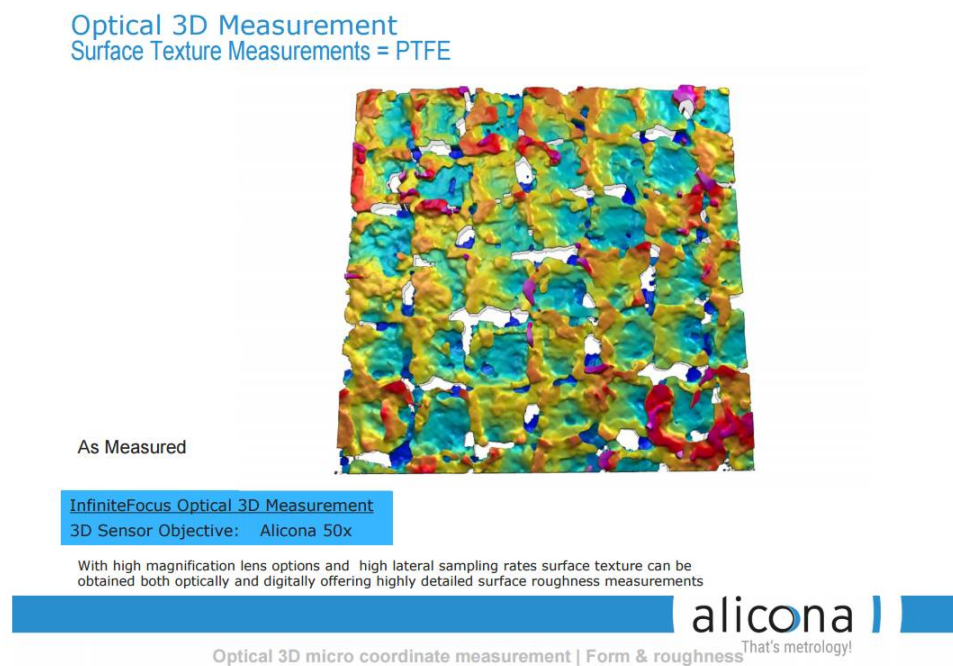 Optical 3D Measurement
Surface Texture Measurements = PTFE
As Measured
InfiniteFocus Optical 3D Measurement
3D Sensor Objective: Alicona 50x
With high magnification lens options and high lateral sampling rates surface texture can be
obtained both optically and digitally offering highly detailed surface roughness measurements
alicona
That's metrology!
Optical 3D micro coordinate measurement | Form & roughness